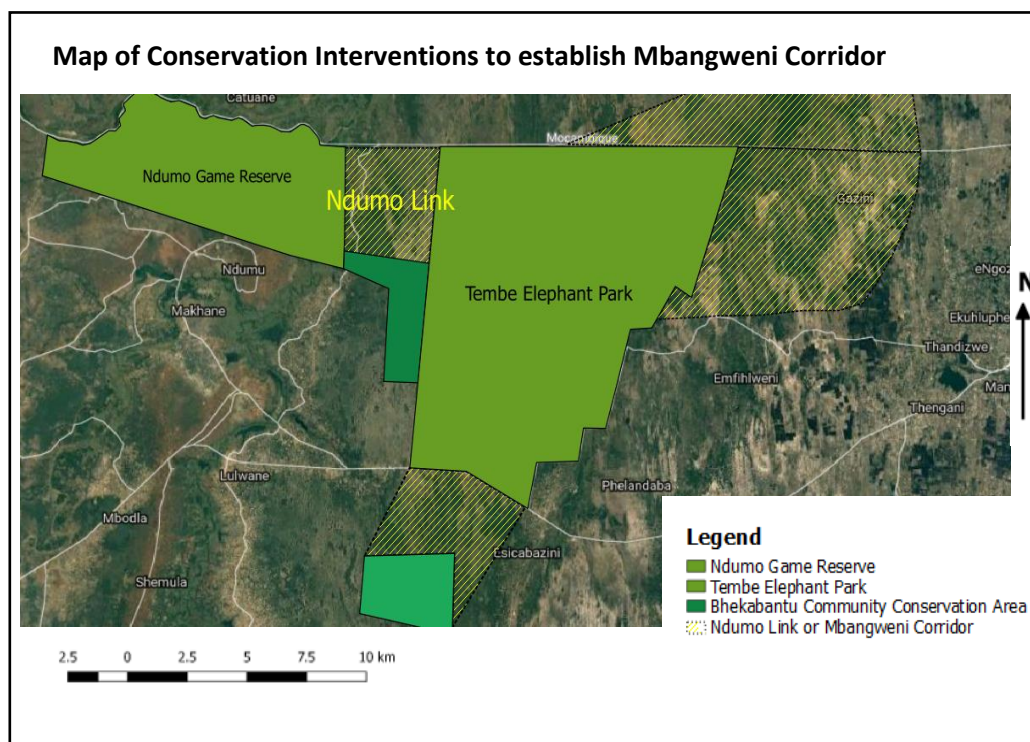 Map of Conservation Interventions to establish Mbangweni Corridor
Catuane
Mocambique
Ndumo Game Reserve
Ndumo Link
Gazini
Ndumu
eNgoz
Makhane
Tembe Elephant Park
N
Ekuhluphe
Thandizwe
Emfihlweni
Man
Thengani
Lulwane
Phelandaba
Mbodla
Esicabazini
Shemula
Legend
Ndumo Game Reserve
Tembe Elephant Park
Bhekabantu Community Conservation Area
Ndumo Link or Mbangweni Corridor
2.5 0 2.5 5 7.5 10 km